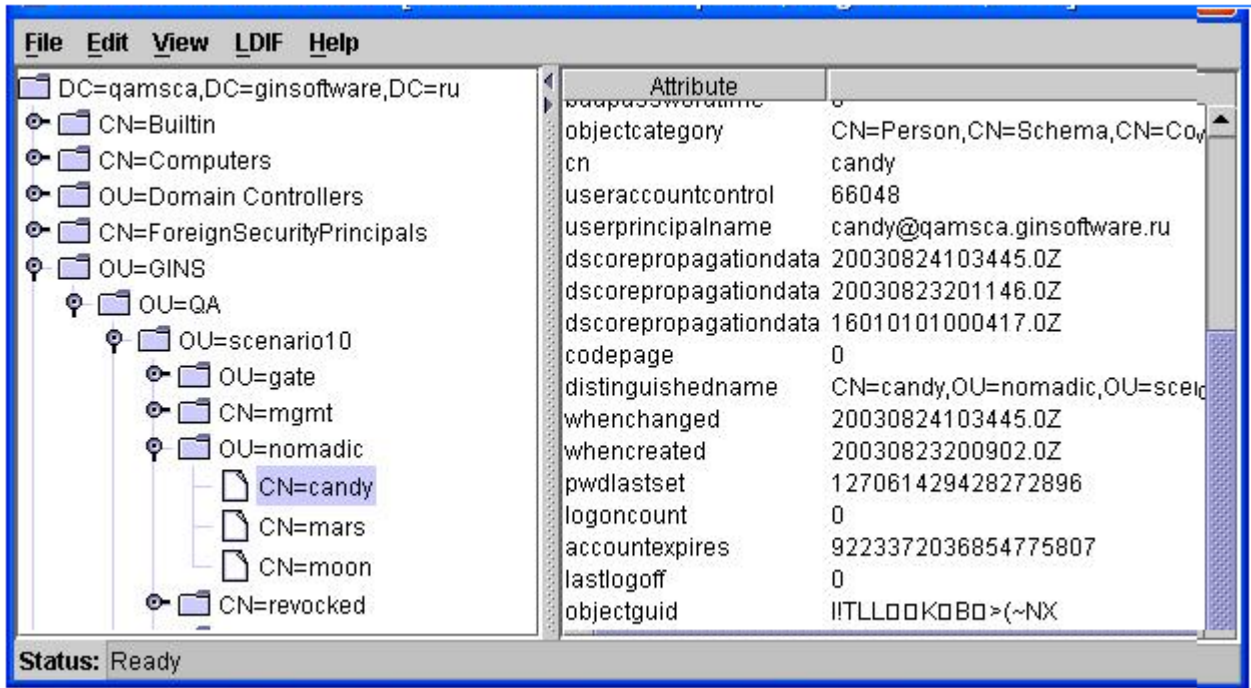 File Edit View LDIF Help
DC=qamsca,DC=ginsoftware,DC=ru
CN=Builtin
CN=Computers
OU=Domain Controllers
CN=ForeignSecurityPrincipals
OU=GINS
OU=QA
OU=scenario10
OU=gate
CN=mgmt
OU=nomadic
CN=candy
CN=mars
CN=moon
CN=revoked
Attribute
objectcategory CN=Person,CN=Schema,CN=Co
cn candy
useraccountcontrol 66048
userprincipalname candy@qamsca.ginsoftware.ru
dscorepropagationdata 20030824103445.0Z
dscorepropagationdata 20030823201146.0Z
dscorepropagationdata 16010101000417.0Z
codepage 0
distinguishedname CN=candy,OU=nomadic,OU=scen
whenchanged 20030824103445.0Z
whencreated 20030823200902.0Z
pwdlastset 127061429428272896
logoncount 0
accountexpires 9223372036854775807
lastlogoff 0
objectguid !!TLL□□K□B□>(~NX
Status: Ready